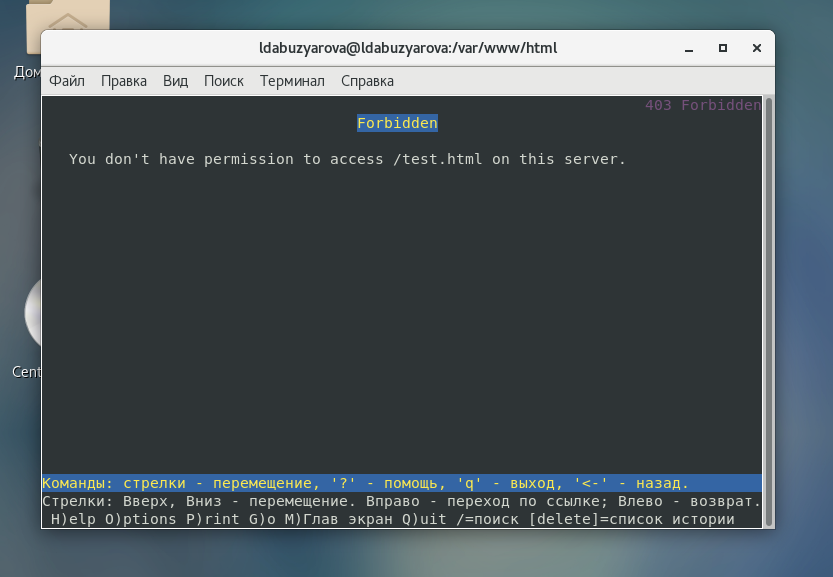 Дом
ldabuzyarova@ldabuzyarova:/var/www/html
Файл Правка Вид Поиск Терминал Справка
403 Forbidden
Forbidden
You don't have permission to access /test.html on this server.
Cent
Команды: стрелки - перемещение, '?' - помощь, 'q' - выход, '<-' - назад.
Стрелки: Вверх, Вниз - перемещение. Вправо - переход по ссылке; Влево - возврат.
H)elp O)ptions P)rint G)o M)Глав экран Q)uit /=поиск [delete]=список истории